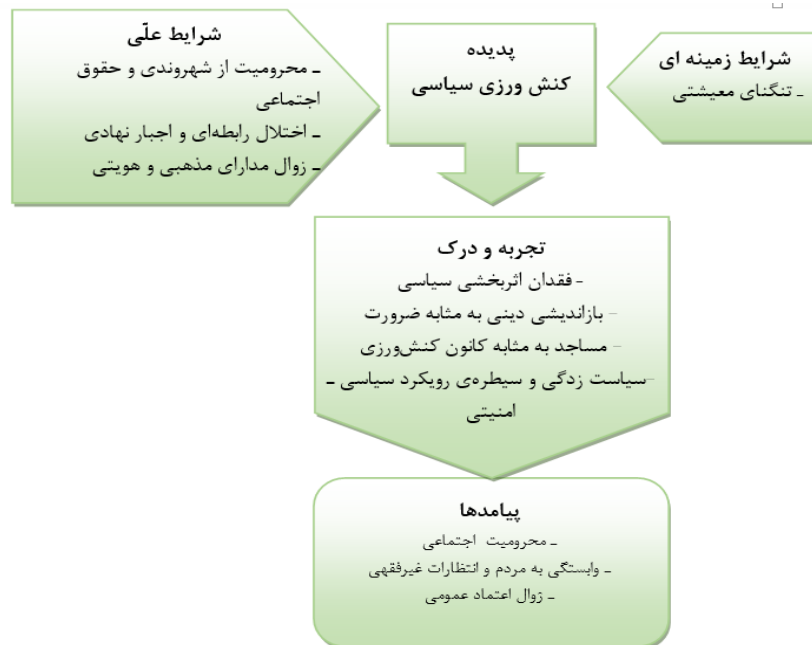 شرایط علّی
ـ محرومیت از شهروندی و حقوق
اجتماعی
ـ اختلال رابطه‌ای و اجبار نهادی
ـ زوال مدارای مذهبی و هویتی
پدیده
کنش ورزی سیاسی
شرایط زمینه ای
ـ تنگنای معیشتی
تجربه و درک
- فقدان اثربخشی سیاسی
- بازاندیشی دینی به مثابه ضرورت
- مساجد به مثابه کانون کنش‌ورزی
-سیاست زدگی و سیطره‌ی رویکرد سیاسی ـ
امنیتی
پیامدها
ـ محرومیت اجتماعی
ـ وابستگی به مردم و انتظارات غیرفقهی
ـ زوال اعتماد عمومی